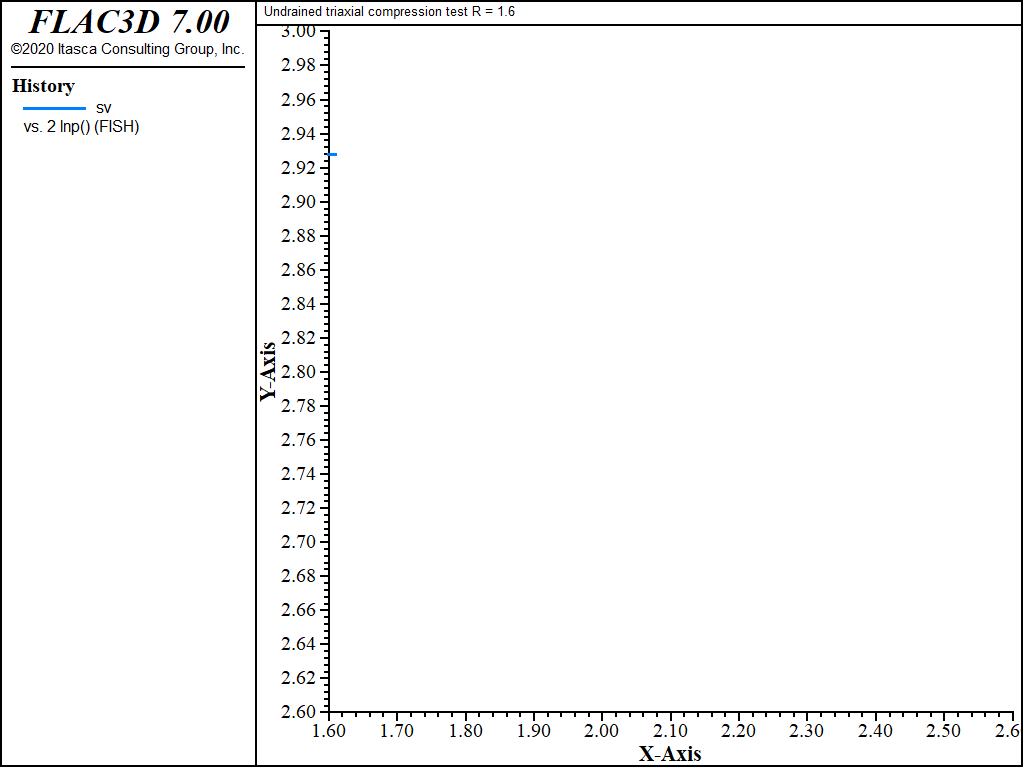 FLAC3D 7.00
©2020 Itasca Consulting Group, Inc.
History
sv
vs. 2 lnp() (FISH)
Undrained triaxial compression test R = 1.6
3.00
2.98
2.96
2.94
2.92
2.90
2.88
2.86
2.84
2.82
2.80
2.78
2.76
2.74
2.72
2.70
2.68
2.66
2.64
2.62
2.60
Y-Axis
1.60 1.70 1.80 1.90 2.00 2.10 2.20 2.30 2.40 2.50 2.6
X-Axis